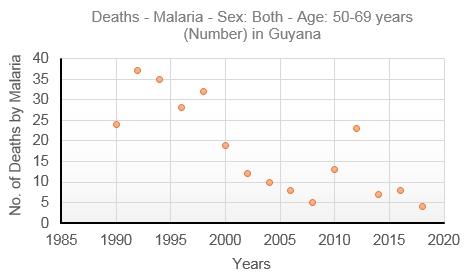 Deaths - Malaria - Sex: Both - Age: 50-69 years
(Number) in Guyana
No. of Deaths by Malaria
40
35
30
25
20
15
10
5
0
1985 1990 1995 2000 2005 2010 2015 2020
Years